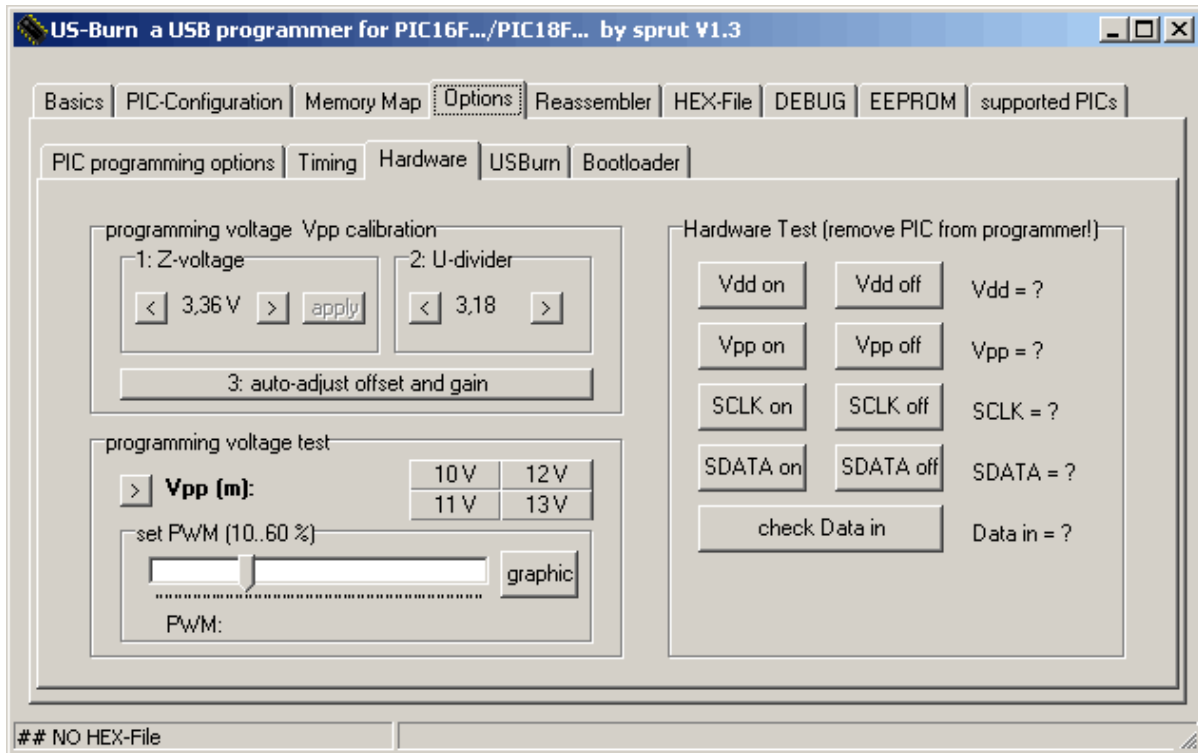 US-Burn a USB programmer for PIC16F.../PIC18F... by sprut V1.3
Basics PIC-Configuration Memory Map Options Reassembler HEX-File DEBUG EEPROM supported PICs
PIC programming options Timing Hardware USBurn Bootloader
programming voltage Vpp calibration
1: Z-voltage
< 3,36 V > apply
2: U-divider
< 3,18 >
3: auto-adjust offset and gain
programming voltage test
> Vpp (m):
10 V 12 V
11 V 13 V
set PWM (10..60 %)
graphic
PWM:
Hardware Test (remove PIC from programmer!)
Vdd on Vdd off Vdd = ?
Vpp on Vpp off Vpp = ?
SCLK on SCLK off SCLK = ?
SDATA on SDATA off SDATA = ?
check Data in Data in = ?
## NO HEX-File